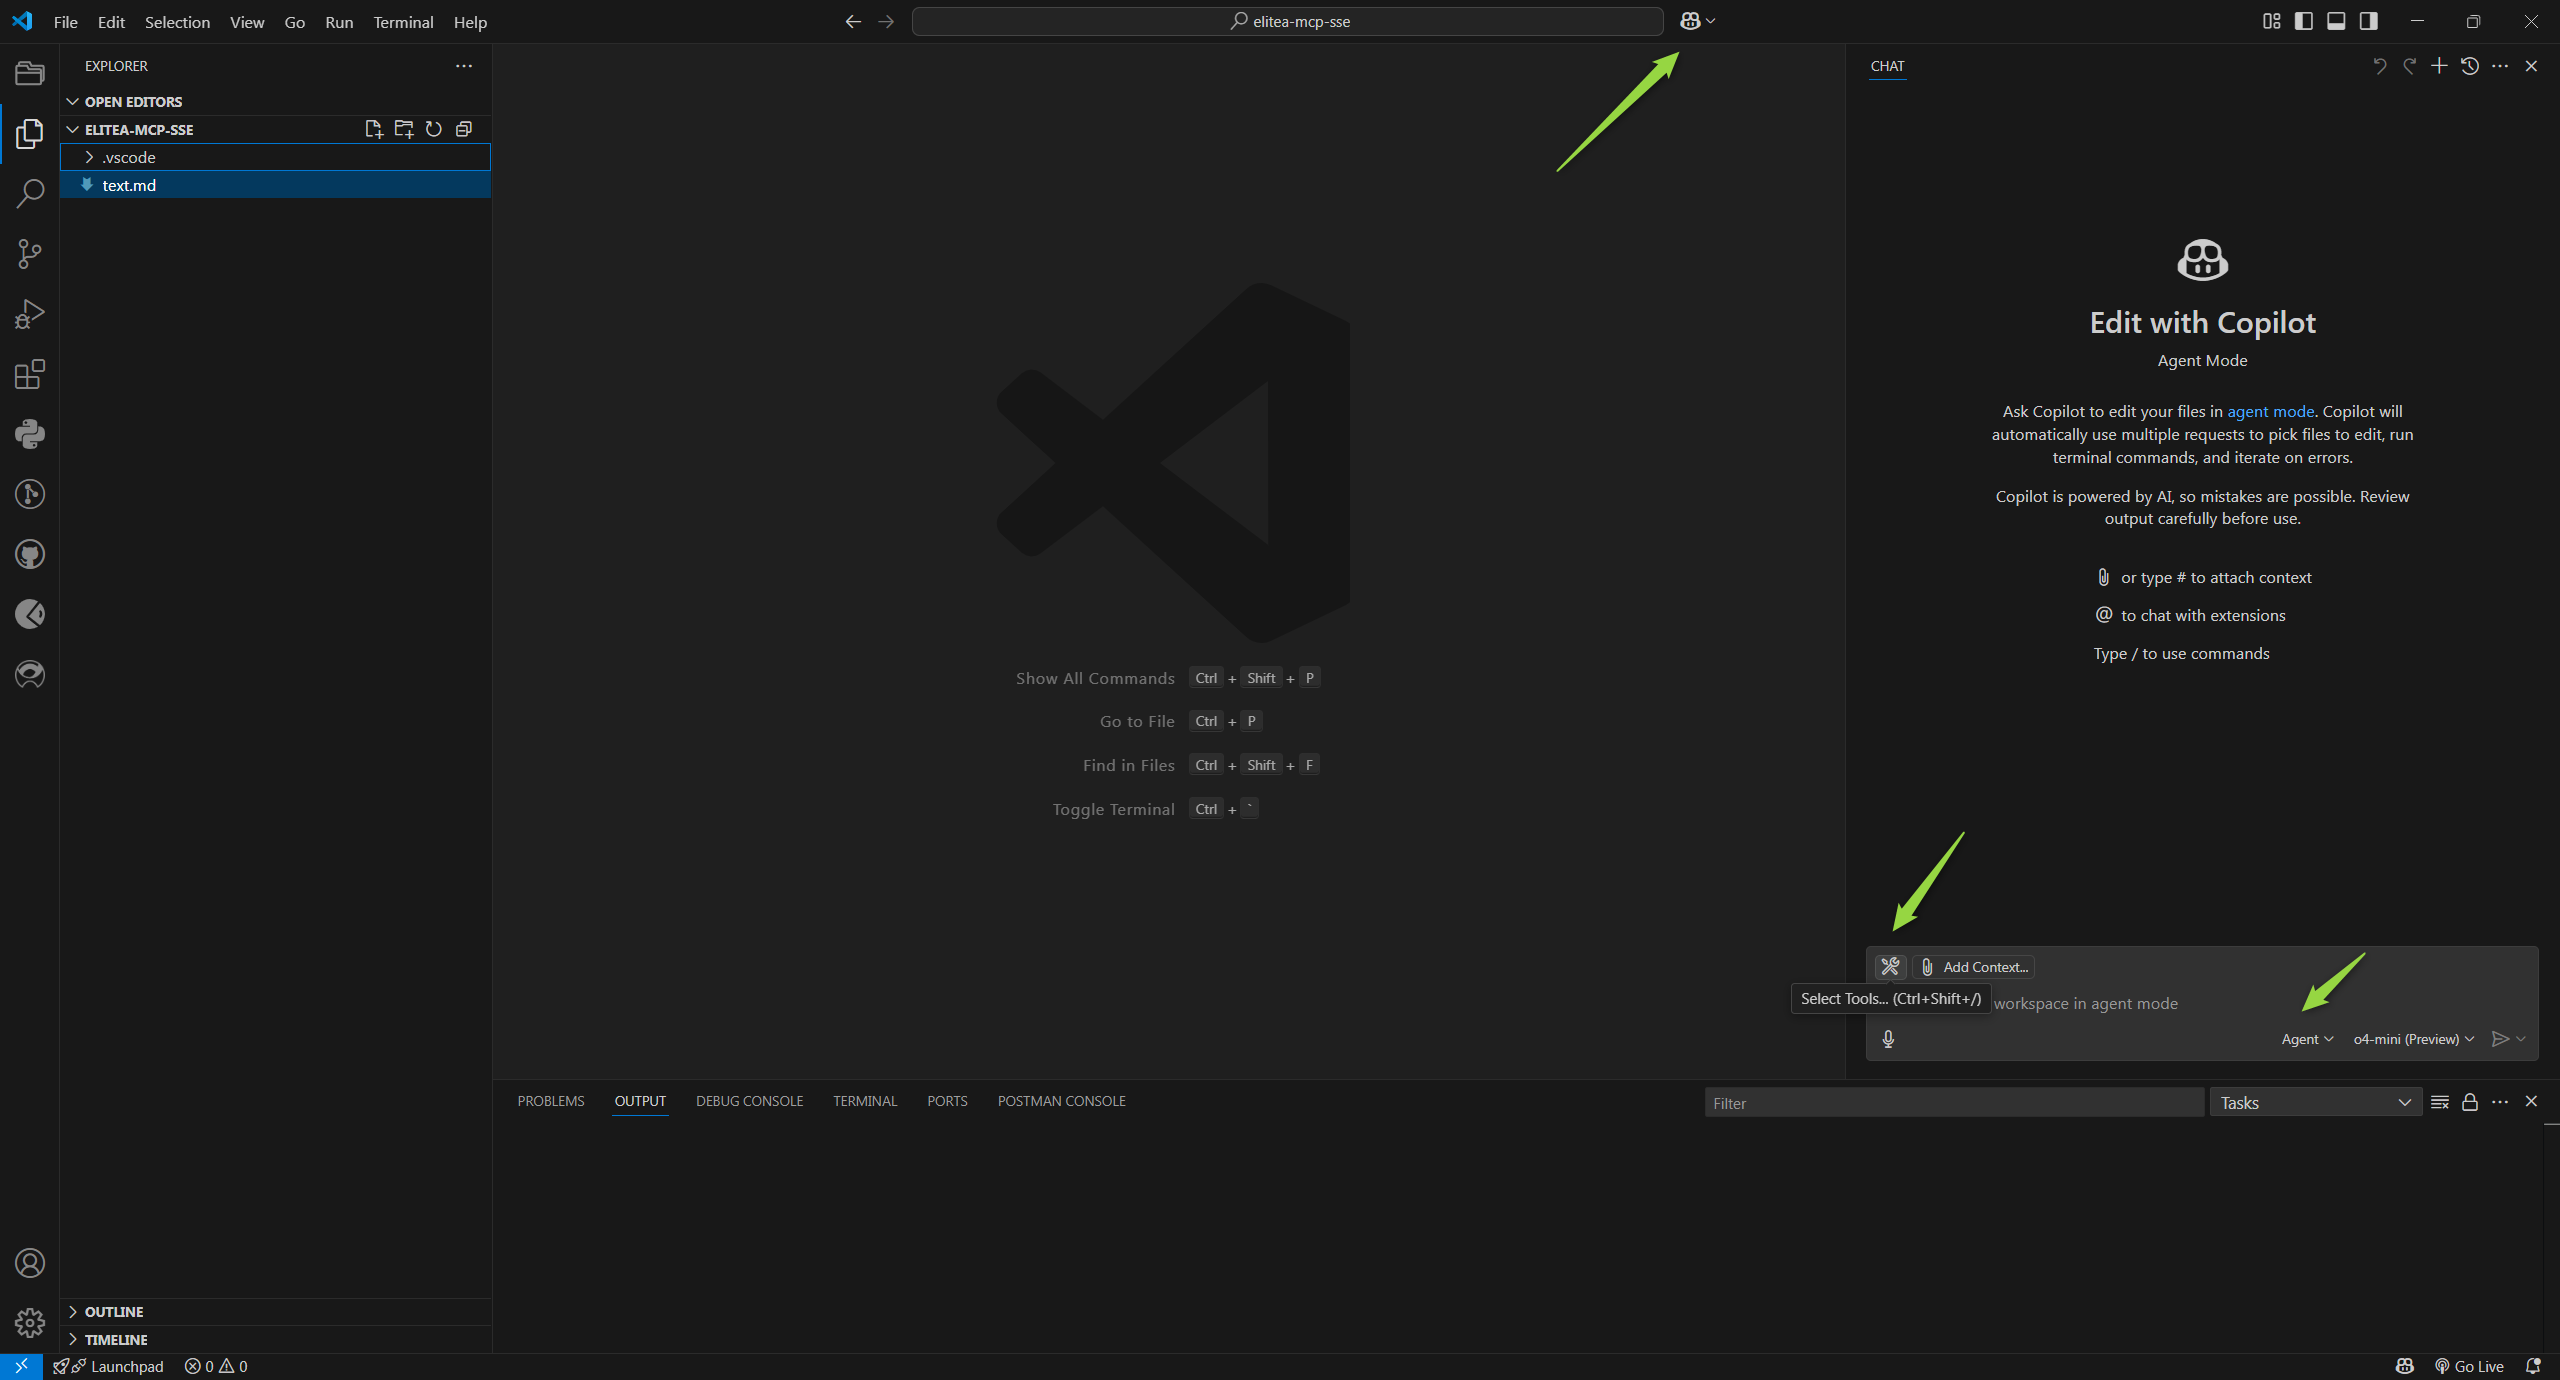 File Edit Selection View Go Run Terminal Help
elitea-mcp-sse
EXPLORER
OPEN EDITORS
ELITEA-MCP-SSE
.vscode
text.md
OUTLINE
TIMELINE
Show All Commands Ctrl + Shift + P
Go to File Ctrl + P
Find in Files Ctrl + Shift + F
Toggle Terminal Ctrl + `
CHAT
Edit with Copilot
Agent Mode
Ask Copilot to edit your files in agent mode. Copilot will
automatically use multiple requests to pick files to edit, run
terminal commands, and iterate on errors.
Copilot is powered by AI, so mistakes are possible. Review
output carefully before use.
or type # to attach context
@ to chat with extensions
Type / to use commands
Add Context...
Select Tools... (Ctrl+Shift+/)
workspace in agent mode
Agent o4-mini (Preview)
PROBLEMS OUTPUT DEBUG CONSOLE TERMINAL PORTS POSTMAN CONSOLE
Filter
Tasks
Launchpad 0 0
Go Live